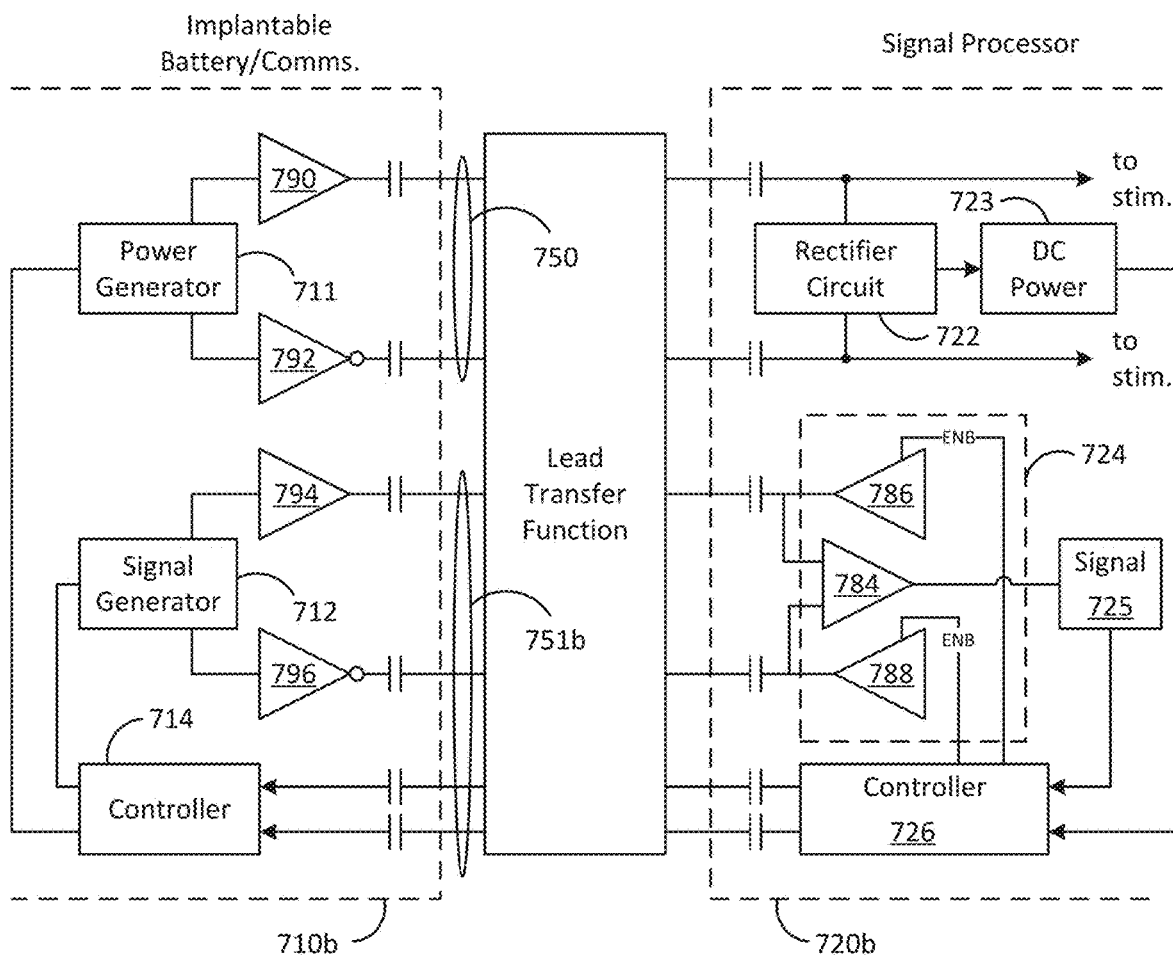 Implantable
Battery/Comms.
Signal Processor
790
to
stim.
723
Power
Generator
711
750
Rectifier
Circuit
DC
Power
722
792
to
stim.
Lead
Transfer
Function
ENB
724
794
786
Signal
Generator
712
784
Signal
725
751b
ENB
796
788
714
Controller
Controller
726
710b
720b